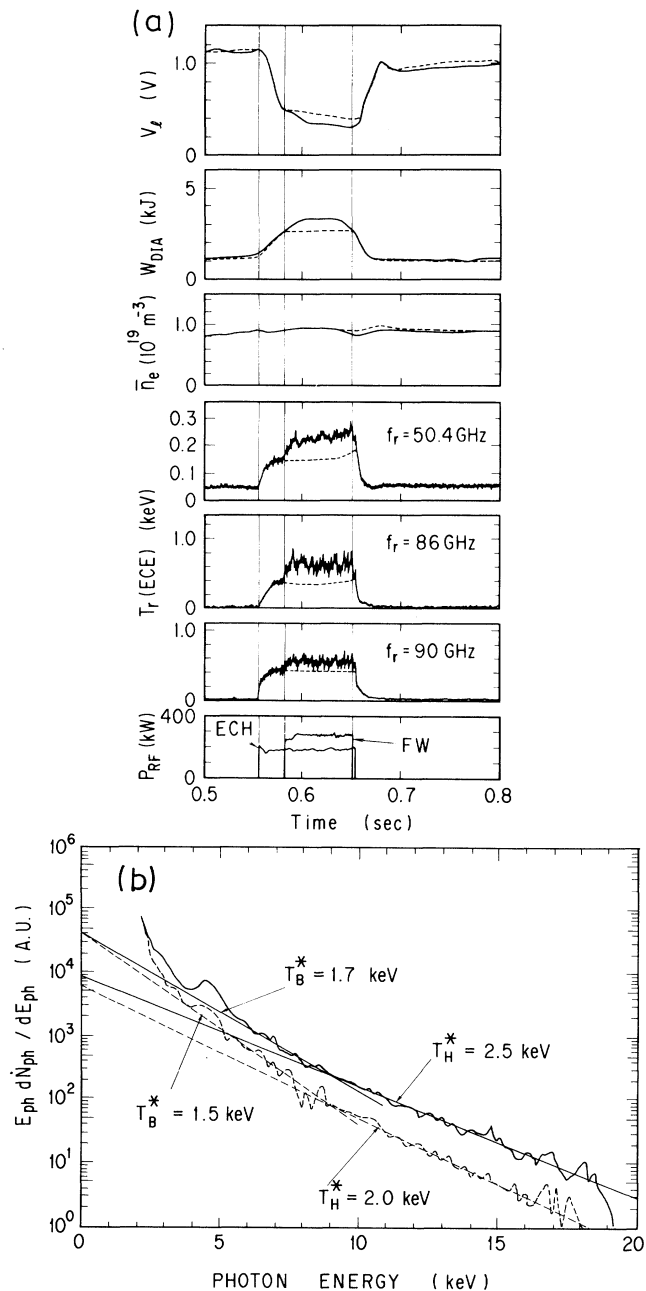 (a)
1.0
0
V_ℓ (V)
5
0
W_DIA (kJ)
1.0
0
n̄_e (10^19 m^-3)
0.3
0.2
0.1
0
f_r = 50.4 GHz
1.0
0
f_r = 86 GHz
T_r (ECE) (keV)
1.0
0
f_r = 90 GHz
400
0
P_RF (kW)
ECH
FW
0.5 0.6 0.7 0.8
Time (sec)
(b)
10^6
10^5
10^4
10^3
10^2
10^1
10^0
E_ph dṄ_ph / dE_ph (A.U.)
T_B^* = 1.7 keV
T_H^* = 2.5 keV
T_B^* = 1.5 keV
T_H^* = 2.0 keV
0 5 10 15 20
PHOTON ENERGY (keV)